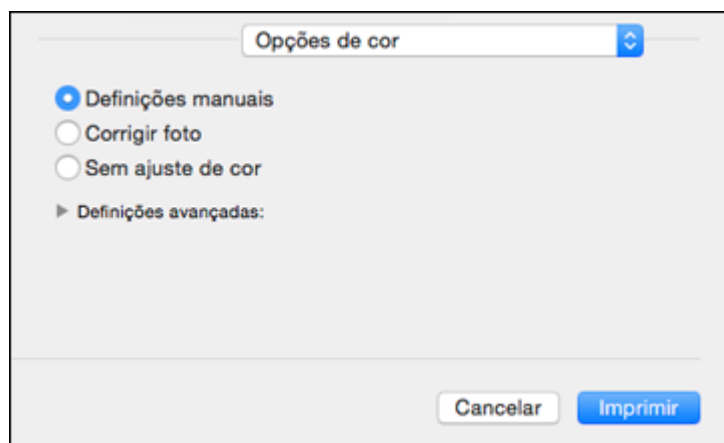 Opções de cor
Definições manuais
Corrigir foto
Sem ajuste de cor
Definições avançadas:
Cancelar Imprimir